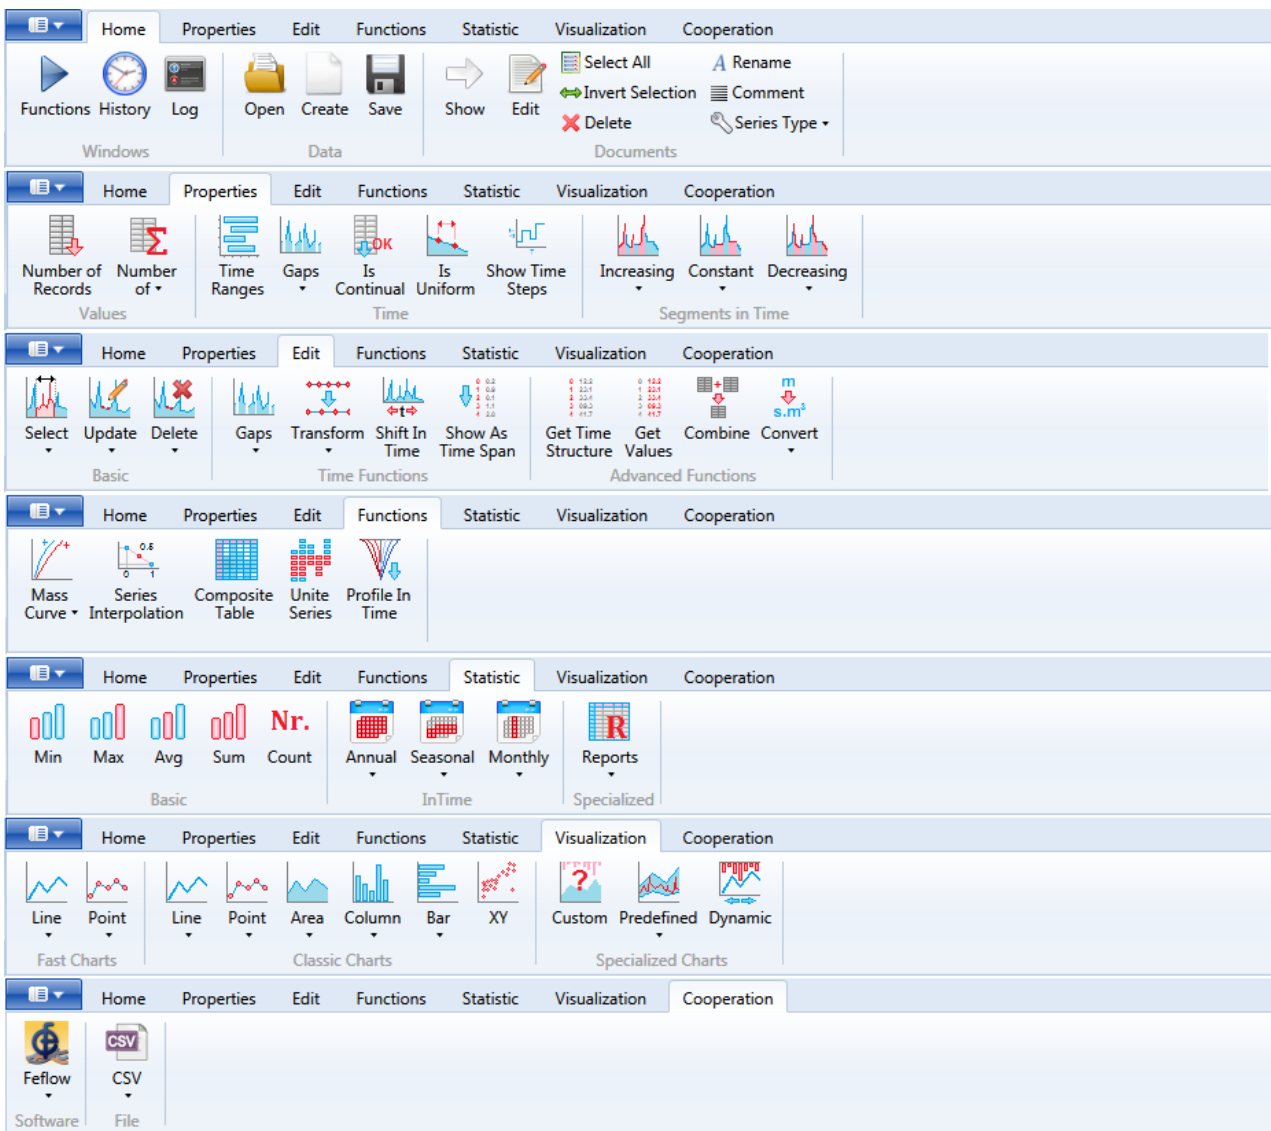 Home Properties Edit Functions Statistic Visualization Cooperation
Select All A Rename
Invert Selection Comment
Functions History Log Open Create Save Show Edit Delete Series Type
Windows Data Documents
Home Properties Edit Functions Statistic Visualization Cooperation
OK
Number of Number Time Gaps Is Is Show Time Increasing Constant Decreasing
Records of Ranges Continual Uniform Steps
Values Time Segments in Time
Home Properties Edit Functions Statistic Visualization Cooperation
m
t s.m³
Select Update Delete Gaps Transform Shift In Show As Get Time Get Combine Convert
Time Time Span Structure Values
Basic Time Functions Advanced Functions
Home Properties Edit Functions Statistic Visualization Cooperation
0.5
0 1
Mass Series Composite Unite Profile In
Curve Interpolation Table Series Time
Home Properties Edit Functions Statistic Visualization Cooperation
Nr. R
Min Max Avg Sum Count Annual Seasonal Monthly Reports
Basic InTime Specialized
Home Properties Edit Functions Statistic Visualization Cooperation
?
Line Point Line Point Area Column Bar XY Custom Predefined Dynamic
Fast Charts Classic Charts Specialized Charts
Home Properties Edit Functions Statistic Visualization Cooperation
CSV
Feflow CSV
Software File